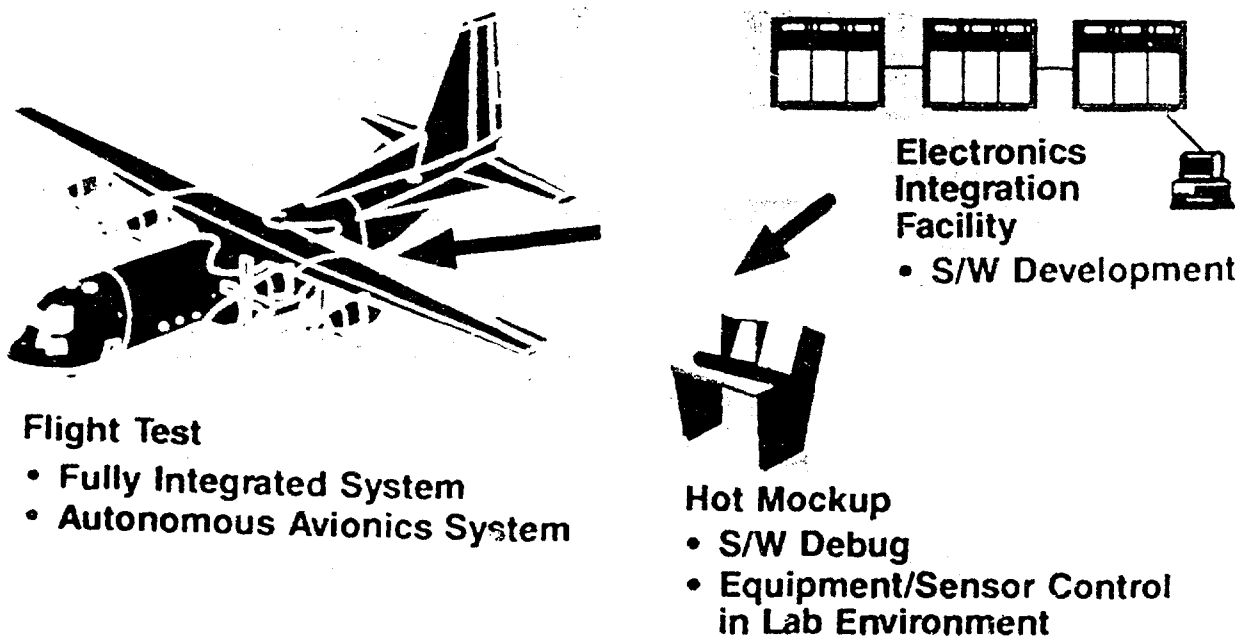 Electronics
Integration
Facility
• S/W Development
Flight Test
• Fully Integrated System
• Autonomous Avionics System
Hot Mockup
• S/W Debug
• Equipment/Sensor Control
in Lab Environment